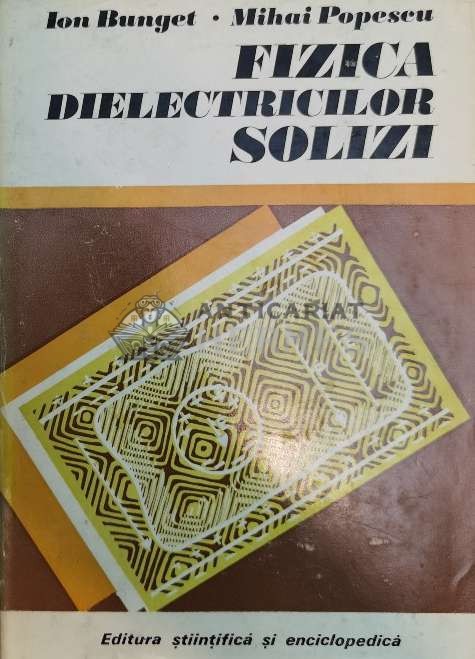 Ion Bunget • Mihai Popescu
FIZICA
DIELECTRICILOR
SOLIZI
ANTICARIAT
Editura științifică și enciclopedică